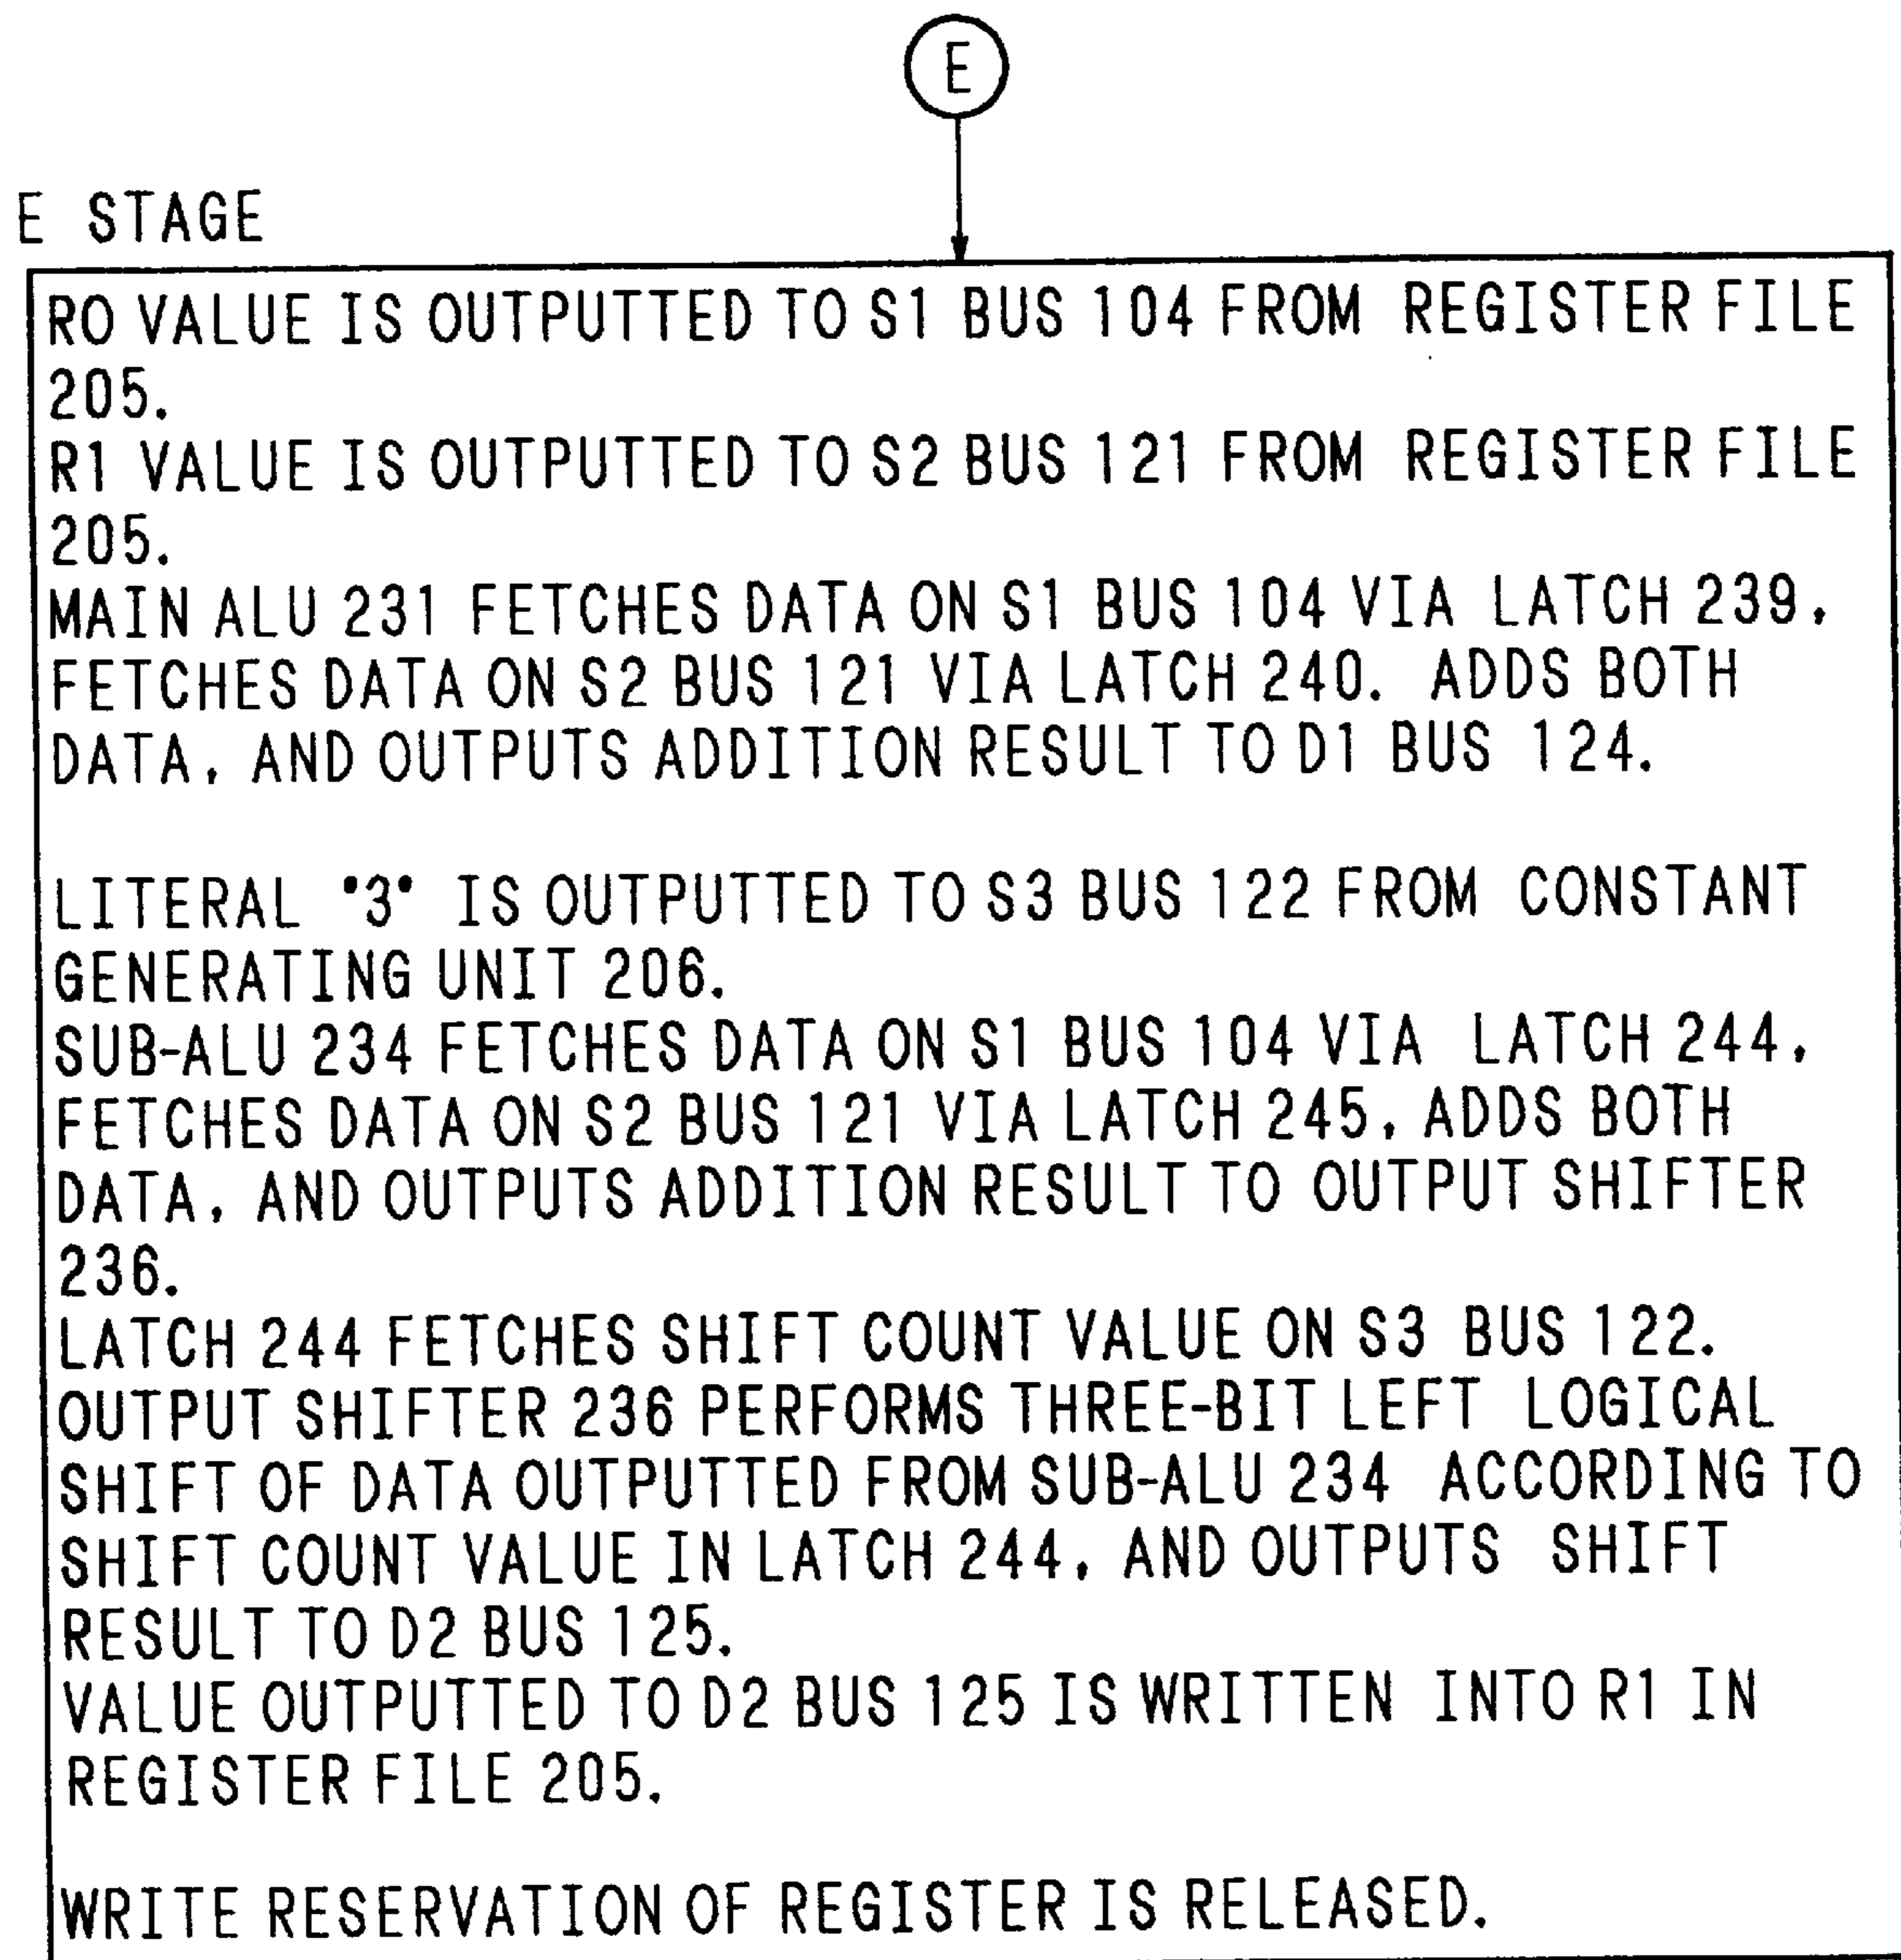 E
E STAGE
RO VALUE IS OUTPUTTED TO S1 BUS 104 FROM REGISTER FILE
205.
R1 VALUE IS OUTPUTTED TO S2 BUS 121 FROM REGISTER FILE
205.
MAIN ALU 231 FETCHES DATA ON S1 BUS 104 VIA LATCH 239,
FETCHES DATA ON S2 BUS 121 VIA LATCH 240. ADDS BOTH
DATA, AND OUTPUTS ADDITION RESULT TO D1 BUS 124.
LITERAL "3" IS OUTPUTTED TO S3 BUS 122 FROM CONSTANT
GENERATING UNIT 206.
SUB-ALU 234 FETCHES DATA ON S1 BUS 104 VIA LATCH 244,
FETCHES DATA ON S2 BUS 121 VIA LATCH 245, ADDS BOTH
DATA, AND OUTPUTS ADDITION RESULT TO OUTPUT SHIFTER
236.
LATCH 244 FETCHES SHIFT COUNT VALUE ON S3 BUS 122.
OUTPUT SHIFTER 236 PERFORMS THREE-BIT LEFT LOGICAL
SHIFT OF DATA OUTPUTTED FROM SUB-ALU 234 ACCORDING TO
SHIFT COUNT VALUE IN LATCH 244, AND OUTPUTS SHIFT
RESULT TO D2 BUS 125.
VALUE OUTPUTTED TO D2 BUS 125 IS WRITTEN INTO R1 IN
REGISTER FILE 205.
WRITE RESERVATION OF REGISTER IS RELEASED.